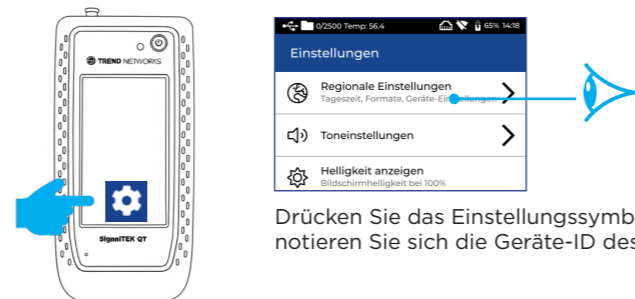 TREND NETWORKS
SignalTEK QT
0/2500 Temp: 56.4 65% 14:18
Einstellungen
Regionale Einstellungen
Tageszeit, Formate, Geräte-Einstellungen
Toneinstellungen
Helligkeit anzeigen
Bildschirmhelligkeit bei 100%
Drücken Sie das Einstellungssymb
notieren Sie sich die Geräte-ID des